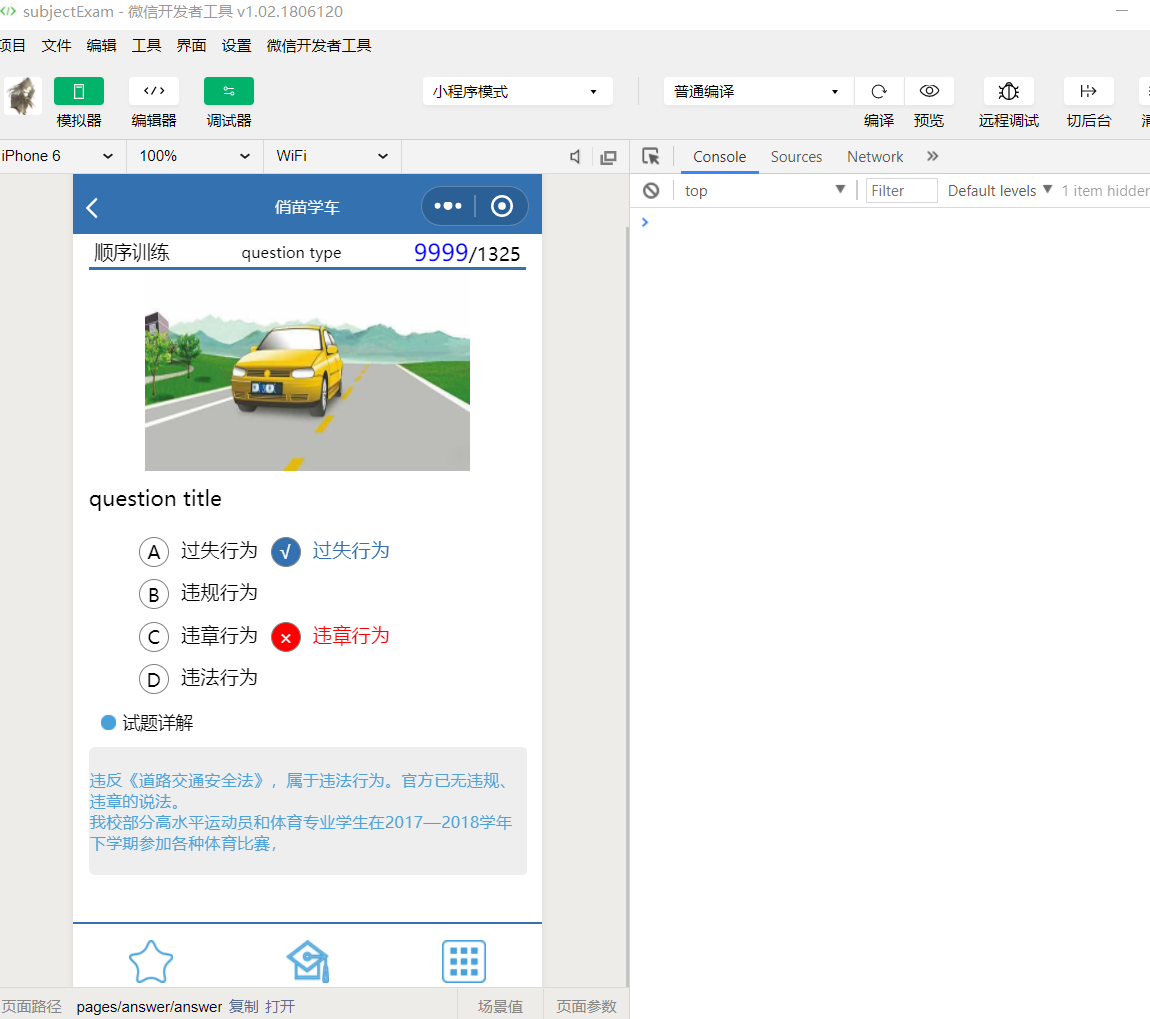 subjectExam - 微信开发者工具 v1.02.1806120
项目 文件 编辑 工具 界面 设置 微信开发者工具
小程序模式 普通编译
模拟器 编辑器 调试器 编译 预览 远程调试 切后台
iPhone 6 100% WiFi Console Sources Network
top Filter Default levels 1 item hidden
俏苗学车
顺序训练 question type 9999/1325
question title
A 过失行为 √ 过失行为
B 违规行为
C 违章行为 × 违章行为
D 违法行为
试题详解
违反《道路交通安全法》，属于违法行为。官方已无违规、
违章的说法。
我校部分高水平运动员和体育专业学生在2017—2018学年
下学期参加各种体育比赛，
页面路径 pages/answer/answer 复制 打开 场景值 页面参数